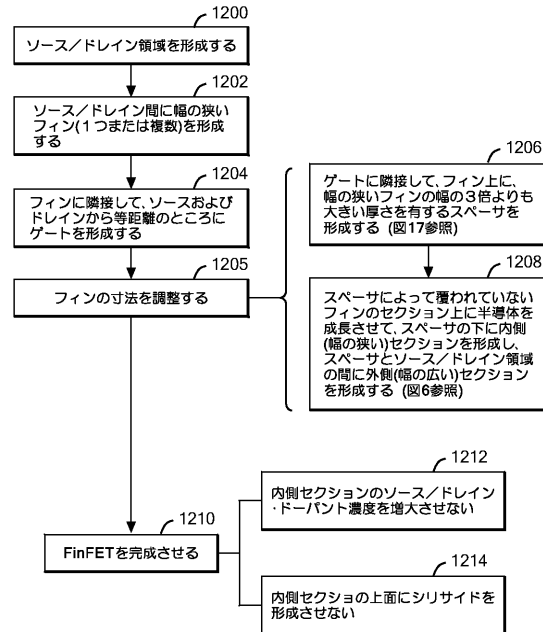 1200
ソース／ドレイン領域を形成する
1202
ソース／ドレイン間に幅の狭い
フィン(１つまたは複数)を形成
する
1204
フィンに隣接して、ソースおよび
ドレインから等距離のところに
ゲートを形成する
1205
フィンの寸法を調整する
1206
ゲートに隣接して、フィン上に、
幅の狭いフィンの幅の３倍よりも
大きい厚さを有するスペーサを
形成する (図17参照)
1208
スペーサによって覆われていない
フィンのセクション上に半導体を
成長させて、スペーサの下に内側
(幅の狭い)セクションを形成し、
スペーサとソース／ドレイン領域
の間に外側(幅の広い)セクション
を形成する (図6参照)
1210
FinFETを完成させる
1212
内側セクションのソース／ドレイン
・ドーパント濃度を増大させない
1214
内側セクショの上面にシリサイドを
形成させない